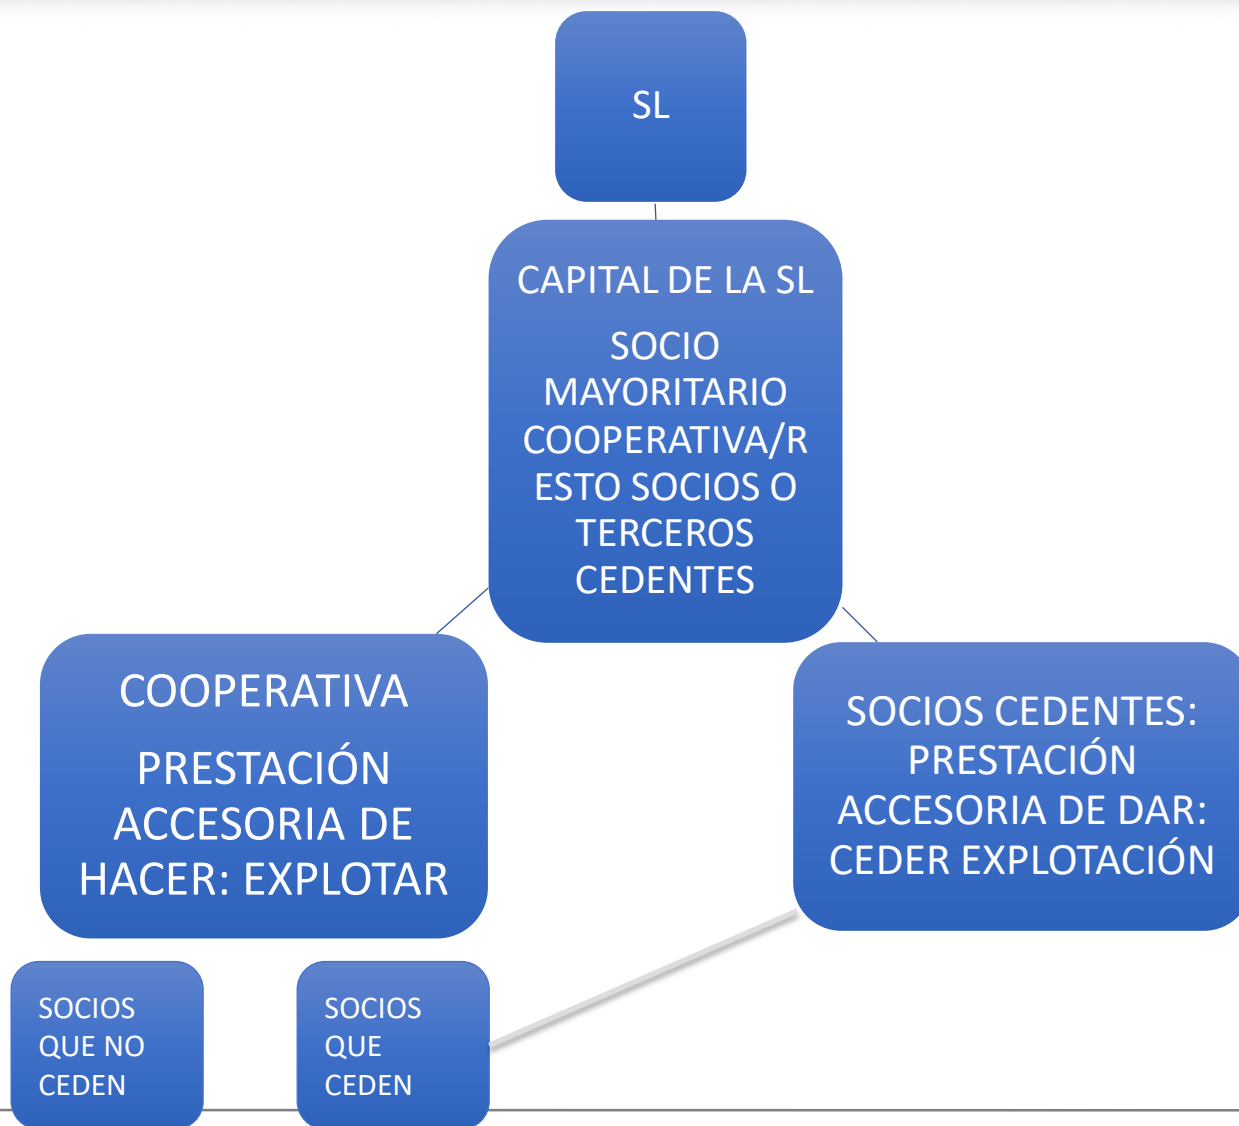 SL
CAPITAL DE LA SL
SOCIO
MAYORITARIO
COOPERATIVA/R
ESTO SOCIOS O
TERCEROS
CEDENTES
COOPERATIVA
PRESTACIÓN
ACCESORIA DE
HACER: EXPLOTAR
SOCIOS CEDENTES:
PRESTACIÓN
ACCESORIA DE DAR:
CEDER EXPLOTACIÓN
SOCIOS
QUE NO
CEDEN
SOCIOS
QUE
CEDEN